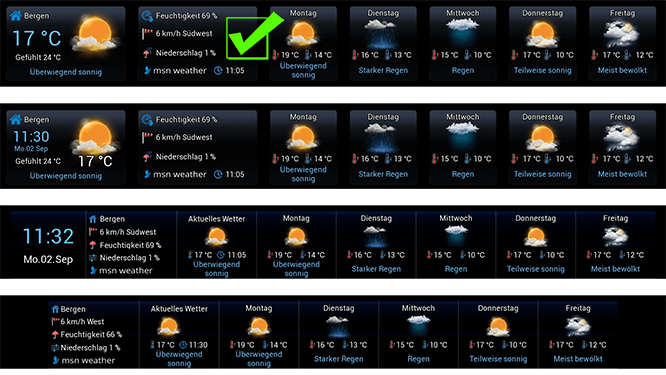 Bergen
17 °C
Gefühlt 24 °C
Überwiegend sonnig
Feuchtigkeit 69 %
6 km/h Südwest
Niederschlag 1 %
msn weather 11:05
Montag
19 °C 14 °C
Überwiegend
sonnig
Dienstag
16 °C 13 °C
Starker Regen
Mittwoch
15 °C 10 °C
Regen
Donnerstag
17 °C 10 °C
Teilweise sonnig
Freitag
17 °C 12 °C
Meist bewölkt
Bergen
11:30
Mo.02.Sep
Gefühlt 24 °C 17 °C
Überwiegend sonnig
Feuchtigkeit 69 %
6 km/h Südwest
Niederschlag 1 %
msn weather 11:05
Montag
19 °C 14 °C
Überwiegend
sonnig
Dienstag
16 °C 13 °C
Starker Regen
Mittwoch
15 °C 10 °C
Regen
Donnerstag
17 °C 10 °C
Teilweise sonnig
Freitag
17 °C 12 °C
Meist bewölkt
11:32
Mo.02.Sep
Bergen
6 km/h Südwest
Feuchtigkeit 69 %
Niederschlag 1 %
msn weather
Aktuelles Wetter
17 °C 11:05
Überwiegend
sonnig
Montag
19 °C 14 °C
Überwiegend
sonnig
Dienstag
16 °C 13 °C
Starker Regen
Mittwoch
15 °C 10 °C
Regen
Donnerstag
17 °C 10 °C
Teilweise sonnig
Freitag
17 °C 12 °C
Meist bewölkt
Bergen
6 km/h West
Feuchtigkeit 66 %
Niederschlag 1 %
msn weather
Aktuelles Wetter
17 °C 11:30
Überwiegend
sonnig
Montag
19 °C 14 °C
Überwiegend
sonnig
Dienstag
16 °C 13 °C
Starker Regen
Mittwoch
15 °C 10 °C
Regen
Donnerstag
17 °C 10 °C
Teilweise sonnig
Freitag
17 °C 12 °C
Meist bewölkt